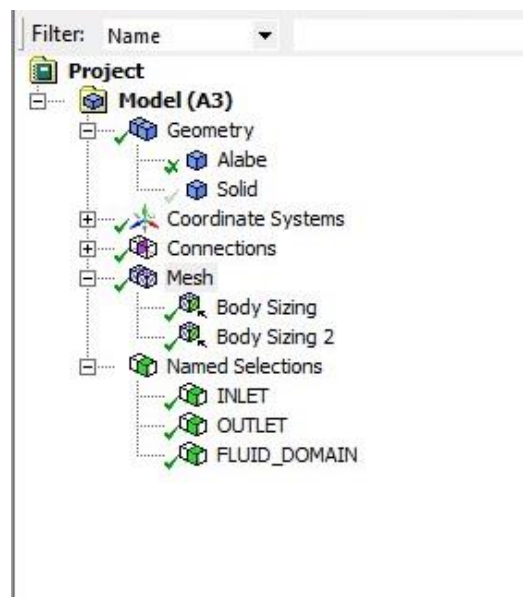 Filter: Name
Project
Model (A3)
Geometry
Alabe
Solid
Coordinate Systems
Connections
Mesh
Body Sizing
Body Sizing 2
Named Selections
INLET
OUTLET
FLUID_DOMAIN